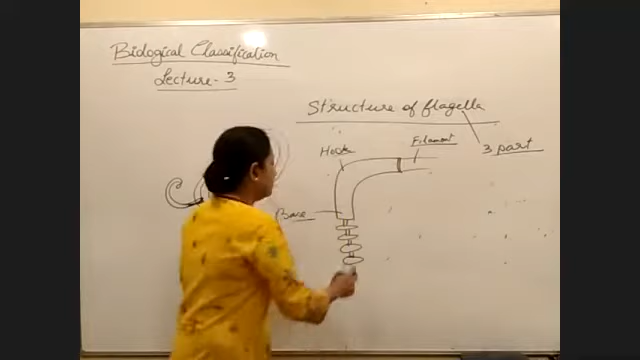 Biological Classification
Lecture - 3
Structure of flagella
3 part
Filament
Hook
Base